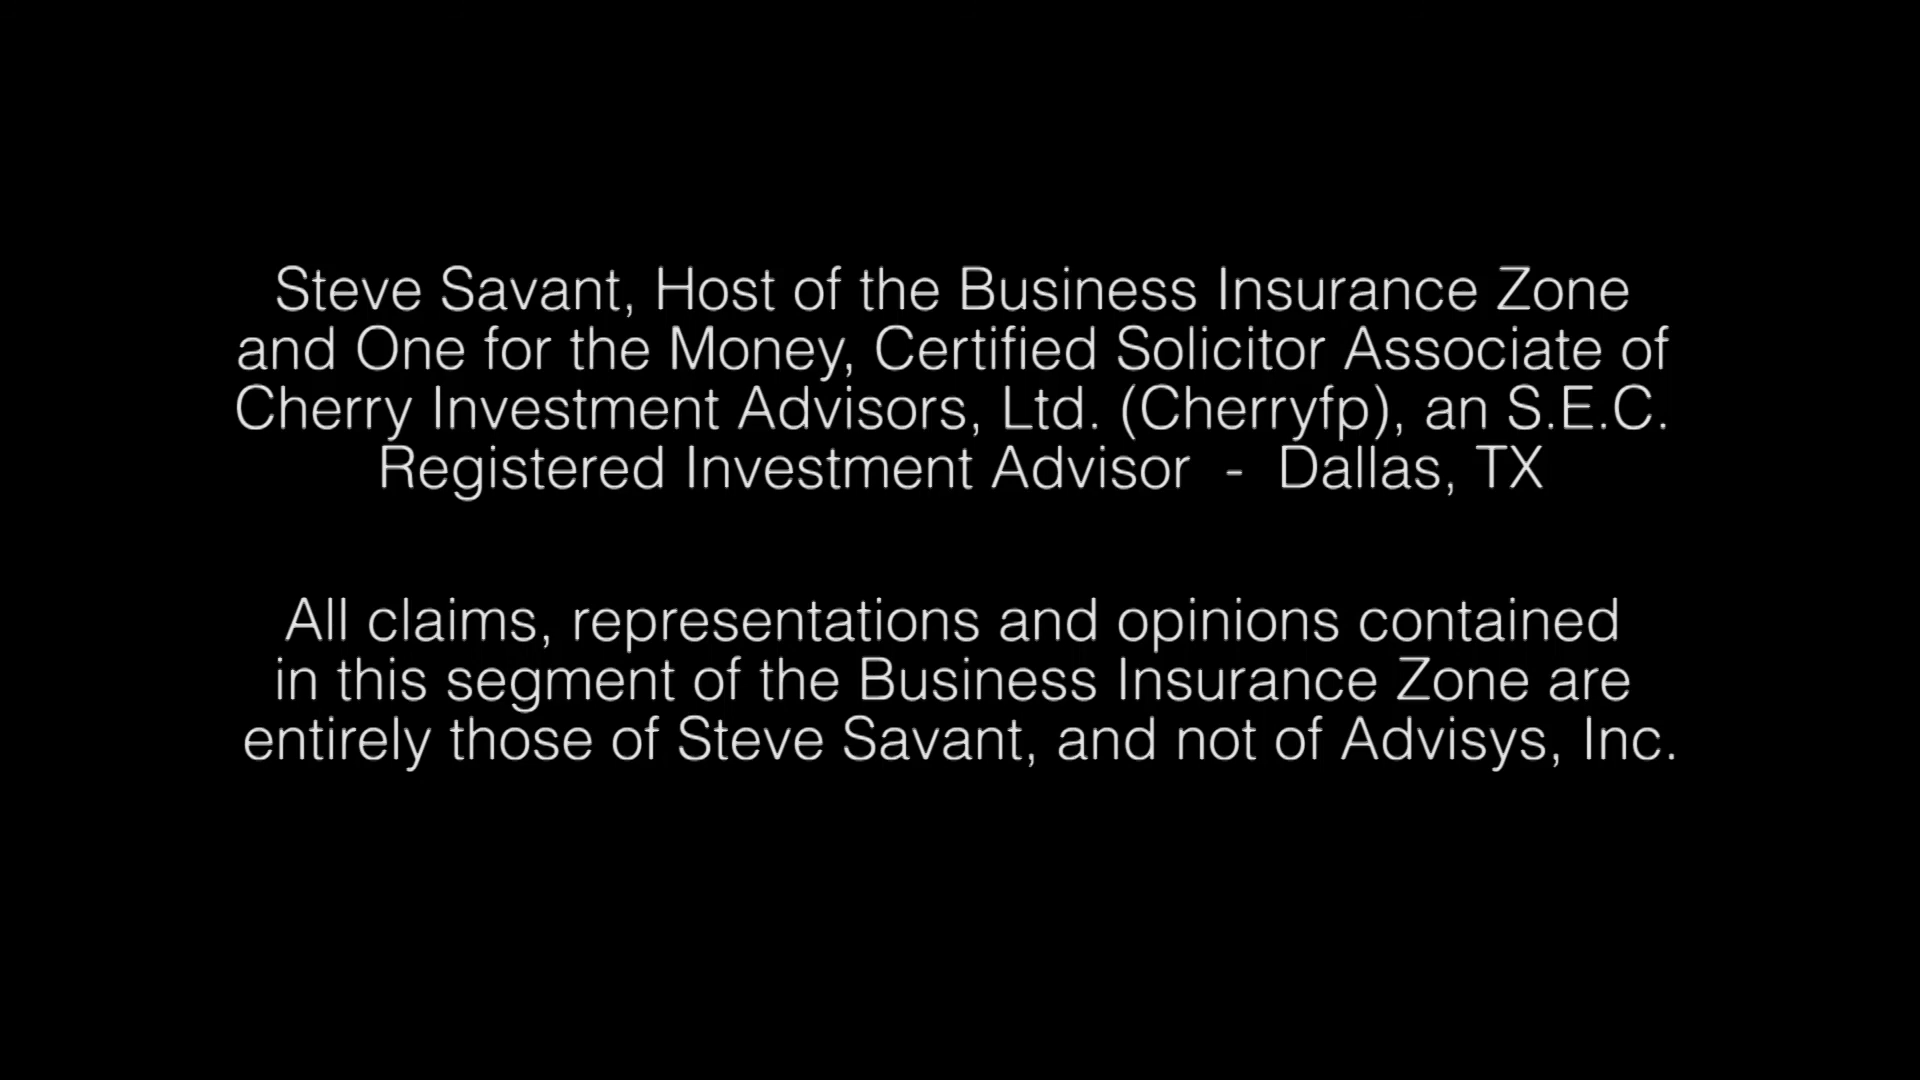 Steve Savant, Host of the Business Insurance Zone
and One for the Money, Certified Solicitor Associate of
Cherry Investment Advisors, Ltd. (Cherryfp), an S.E.C.
Registered Investment Advisor - Dallas, TX
All claims, representations and opinions contained
in this segment of the Business Insurance Zone are
entirely those of Steve Savant, and not of Advisys, Inc.